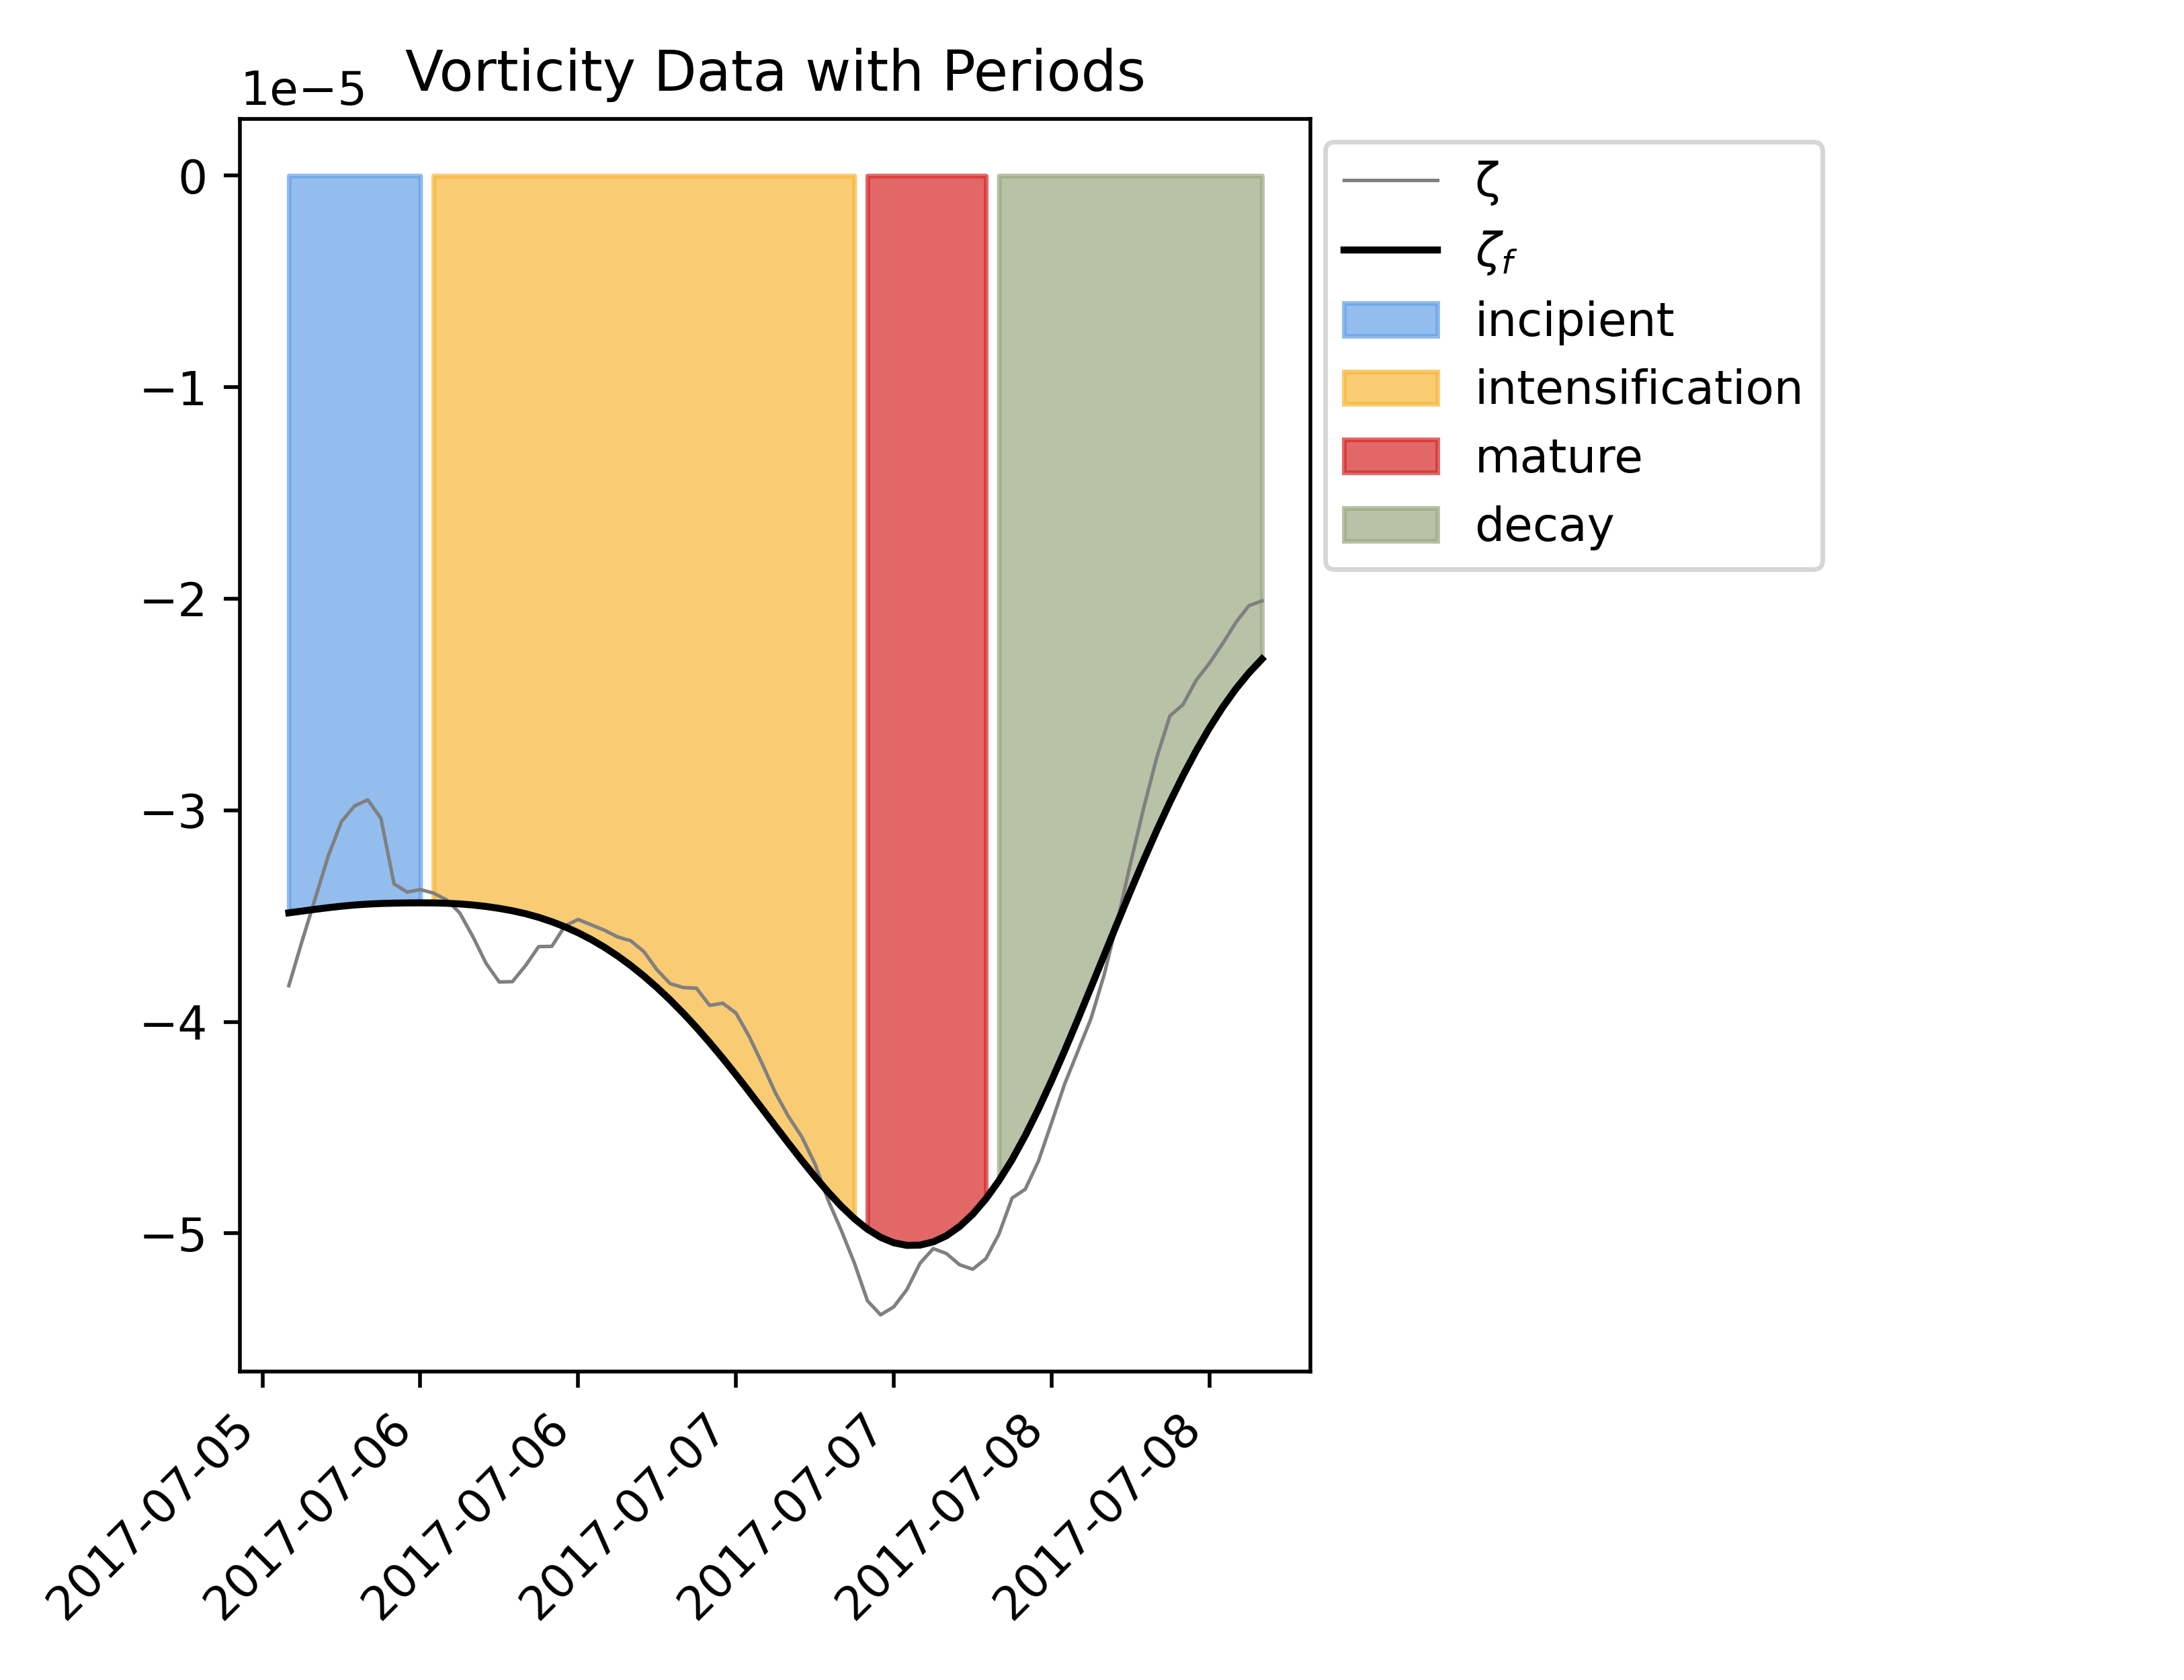 Vorticity Data with Periods
1e−5
0
−1
−2
−3
−4
−5
2017-07-05
2017-07-06
2017-07-06
2017-07-07
2017-07-07
2017-07-08
2017-07-08
ζ
ζf
incipient
intensification
mature
decay